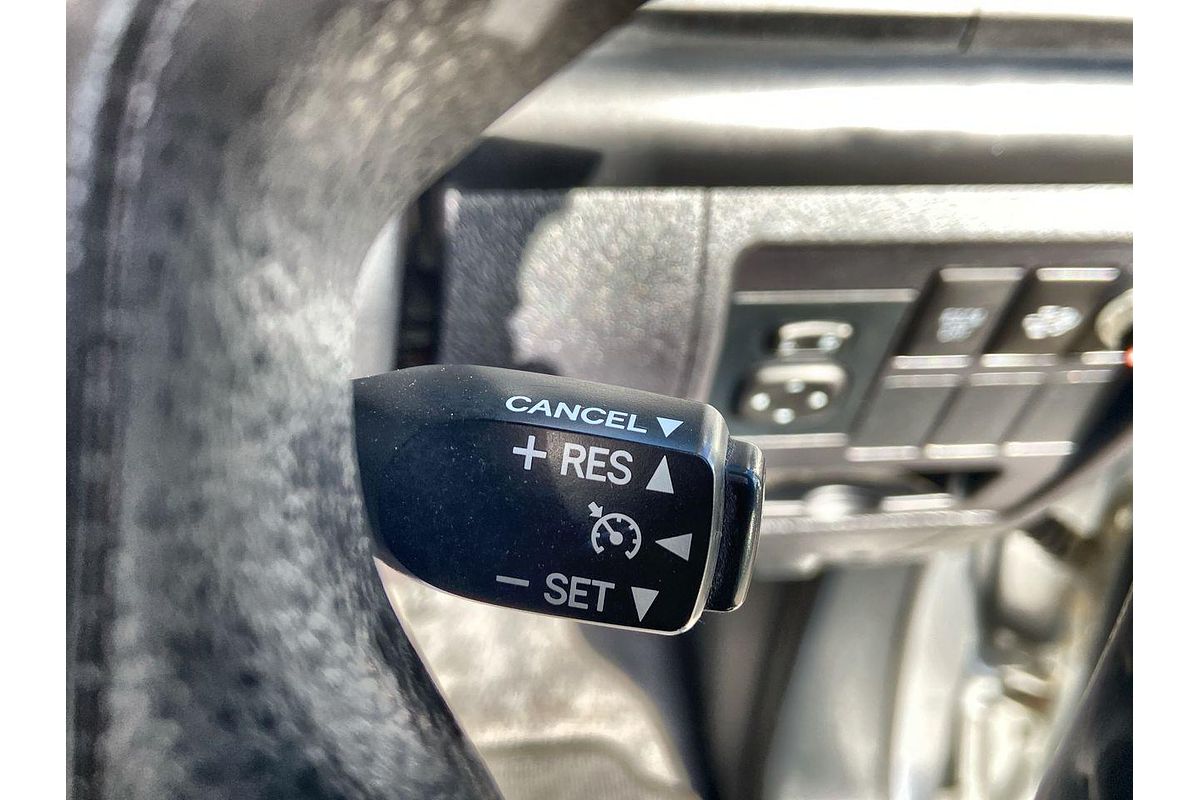 CANCEL ▼
+ RES ▲
◀
− SET ▼